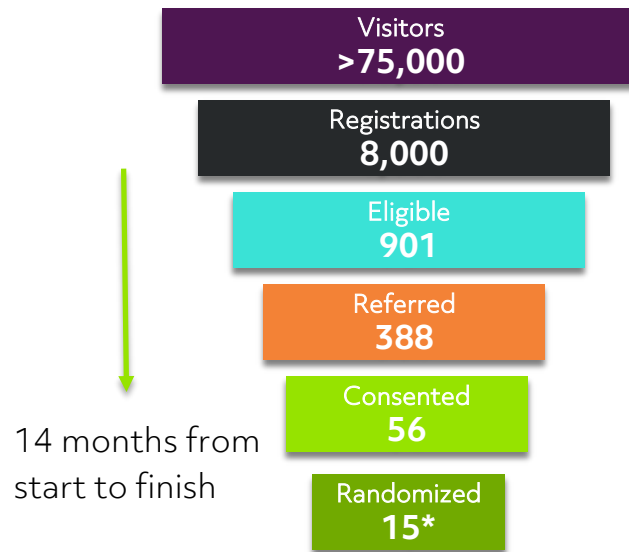 Visitors
>75,000
Registrations
8,000
Eligible
901
Referred
388
Consented
56
Randomized
15*
14 months from
start to finish